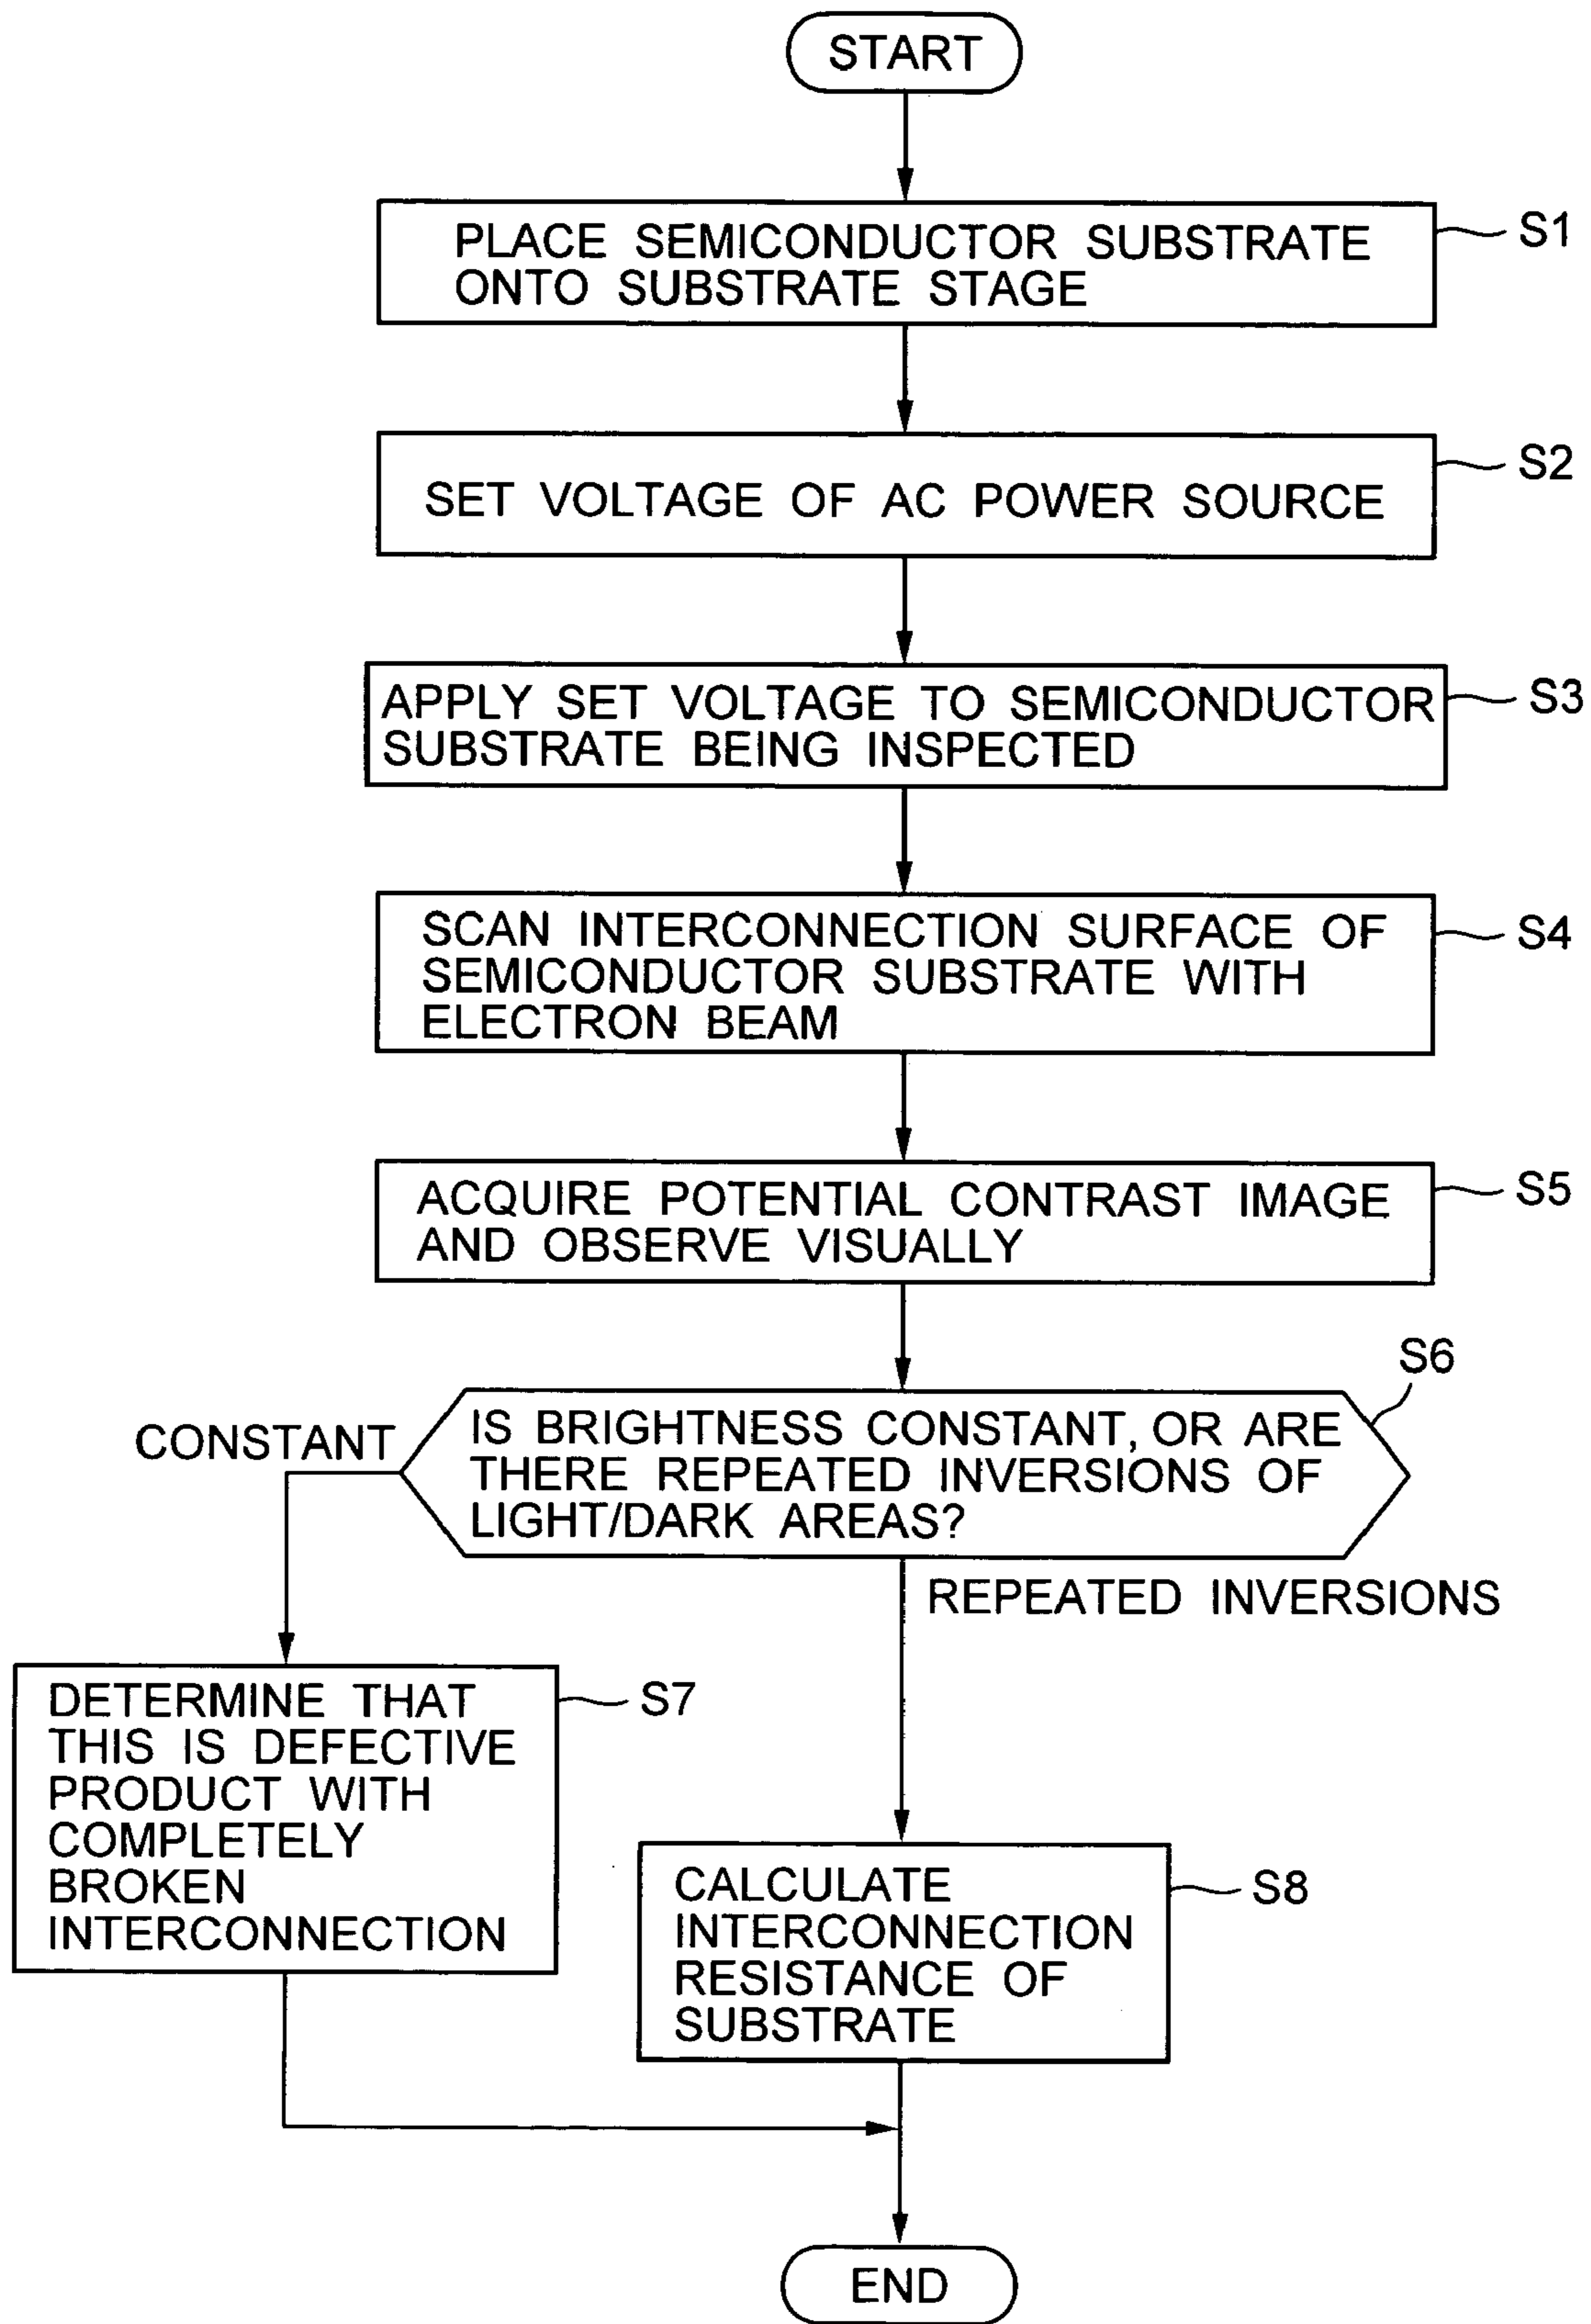 START
PLACE SEMICONDUCTOR SUBSTRATE
ONTO SUBSTRATE STAGE
S1
SET VOLTAGE OF AC POWER SOURCE
S2
APPLY SET VOLTAGE TO SEMICONDUCTOR
SUBSTRATE BEING INSPECTED
S3
SCAN INTERCONNECTION SURFACE OF
SEMICONDUCTOR SUBSTRATE WITH
ELECTRON BEAM
S4
ACQUIRE POTENTIAL CONTRAST IMAGE
AND OBSERVE VISUALLY
S5
S6
IS BRIGHTNESS CONSTANT, OR ARE
THERE REPEATED INVERSIONS OF
LIGHT/DARK AREAS?
CONSTANT
REPEATED INVERSIONS
DETERMINE THAT
THIS IS DEFECTIVE
PRODUCT WITH
COMPLETELY
BROKEN
INTERCONNECTION
S7
CALCULATE
INTERCONNECTION
RESISTANCE OF
SUBSTRATE
S8
END